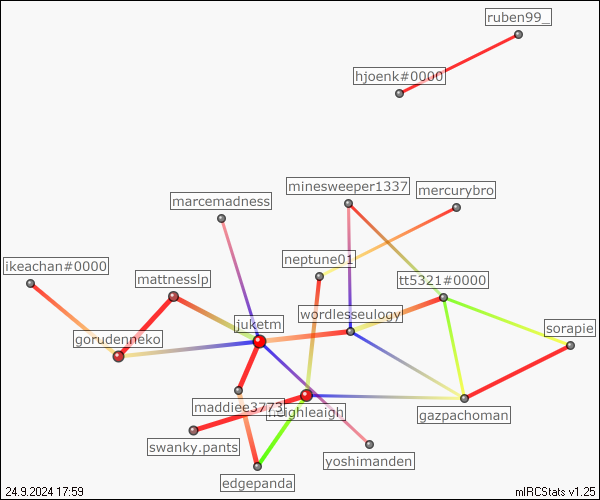 ruben99_
hjoenk#0000
minesweeper1337
mercurybro
marcemadness
neptune01
ikeachan#0000
mattnesslp
tt5321#0000
wordlesseulogy
juketm
sorapie
gorudenneko
maddiee3773
leighleaigh
gazpachoman
swanky.pants
yoshimanden
edgepanda
24.9.2024 17:59
mIRCStats v1.25